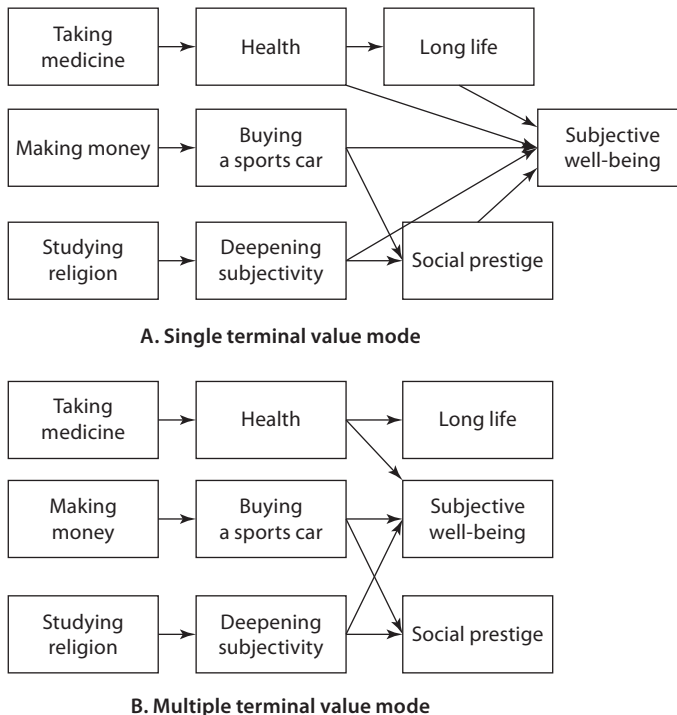 Taking
medicine
Health
Long life
Making money
Buying
a sports car
Subjective
well-being
Studying
religion
Deepening
subjectivity
Social prestige
A. Single terminal value mode
Taking
medicine
Health
Long life
Making
money
Buying
a sports car
Subjective
well-being
Studying
religion
Deepening
subjectivity
Social prestige
B. Multiple terminal value mode